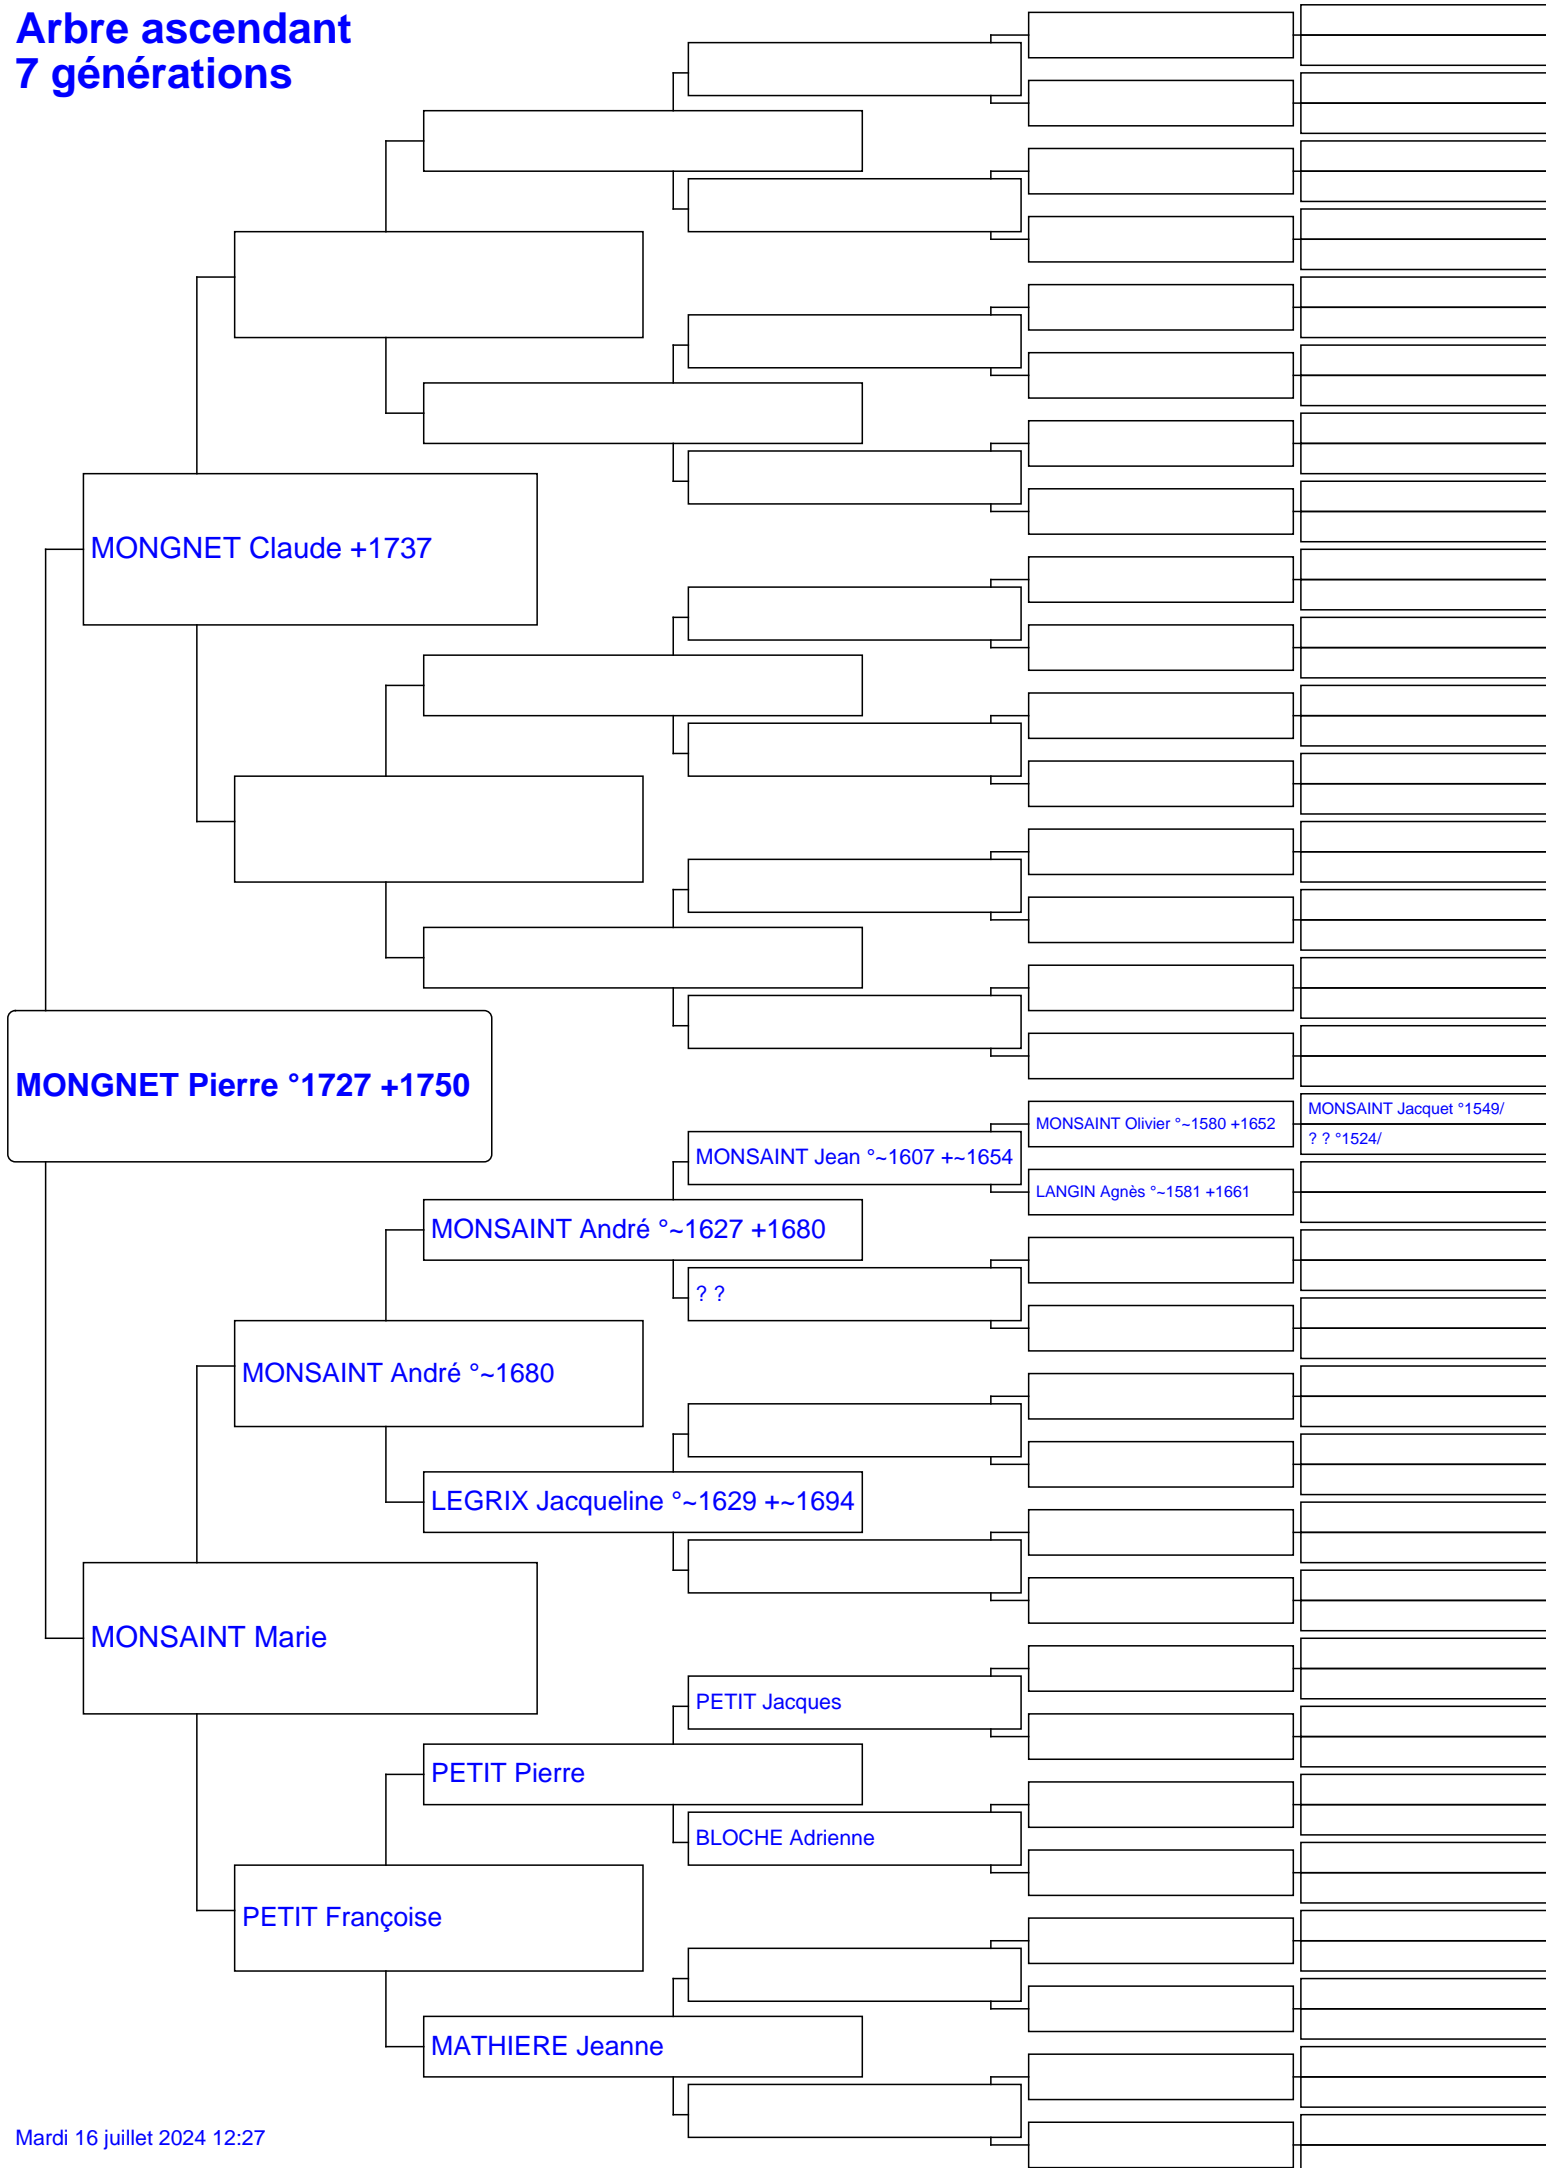 Arbre ascendant
7 générations
MONGNET Claude +1737
MONGNET Pierre °1727 +1750
MONSAINT Jacquet °1549/
MONSAINT Olivier °~1580 +1652
? ? °1524/
MONSAINT Jean °~1607 +~1654
LANGIN Agnès °~1581 +1661
MONSAINT André °~1627 +1680
? ?
MONSAINT André °~1680
LEGRIX Jacqueline °~1629 +~1694
MONSAINT Marie
PETIT Jacques
PETIT Pierre
BLOCHE Adrienne
PETIT Françoise
MATHIERE Jeanne
Mardi 16 juillet 2024 12:27